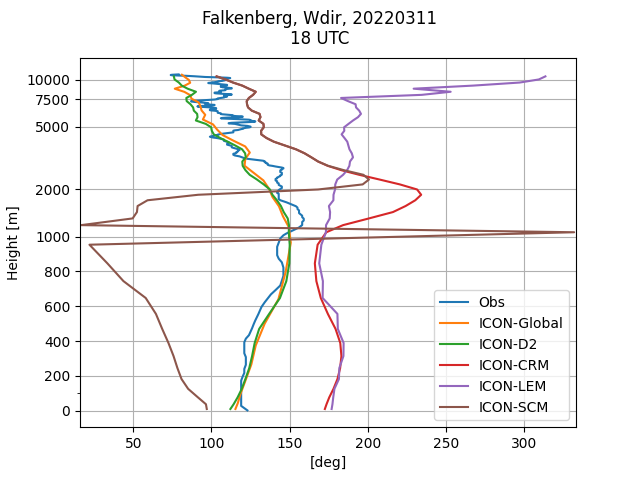 Falkenberg, Wdir, 20220311
18 UTC
Height [m]
10000
7500
5000
2000
1000
800
600
400
200
0
50
100
150
200
250
300
[deg]
Obs
ICON-Global
ICON-D2
ICON-CRM
ICON-LEM
ICON-SCM